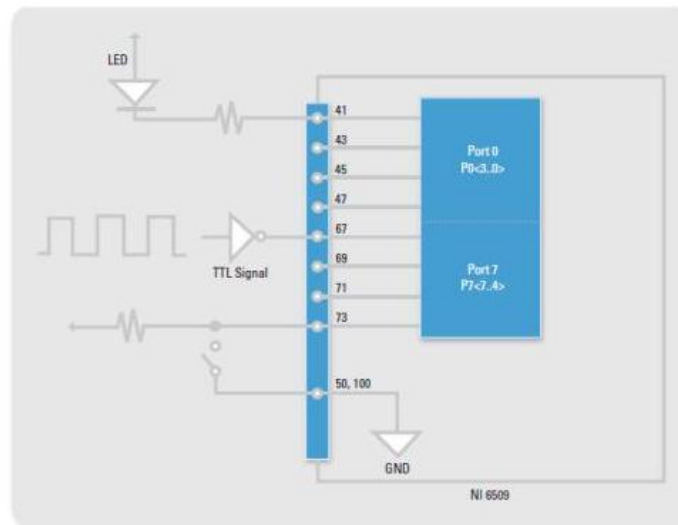 LED
41
43
Port 0
P0<3..0>
45
47
67
69
Port 7
P7<7..4>
TTL Signal
71
73
50, 100
GND
NI 6509